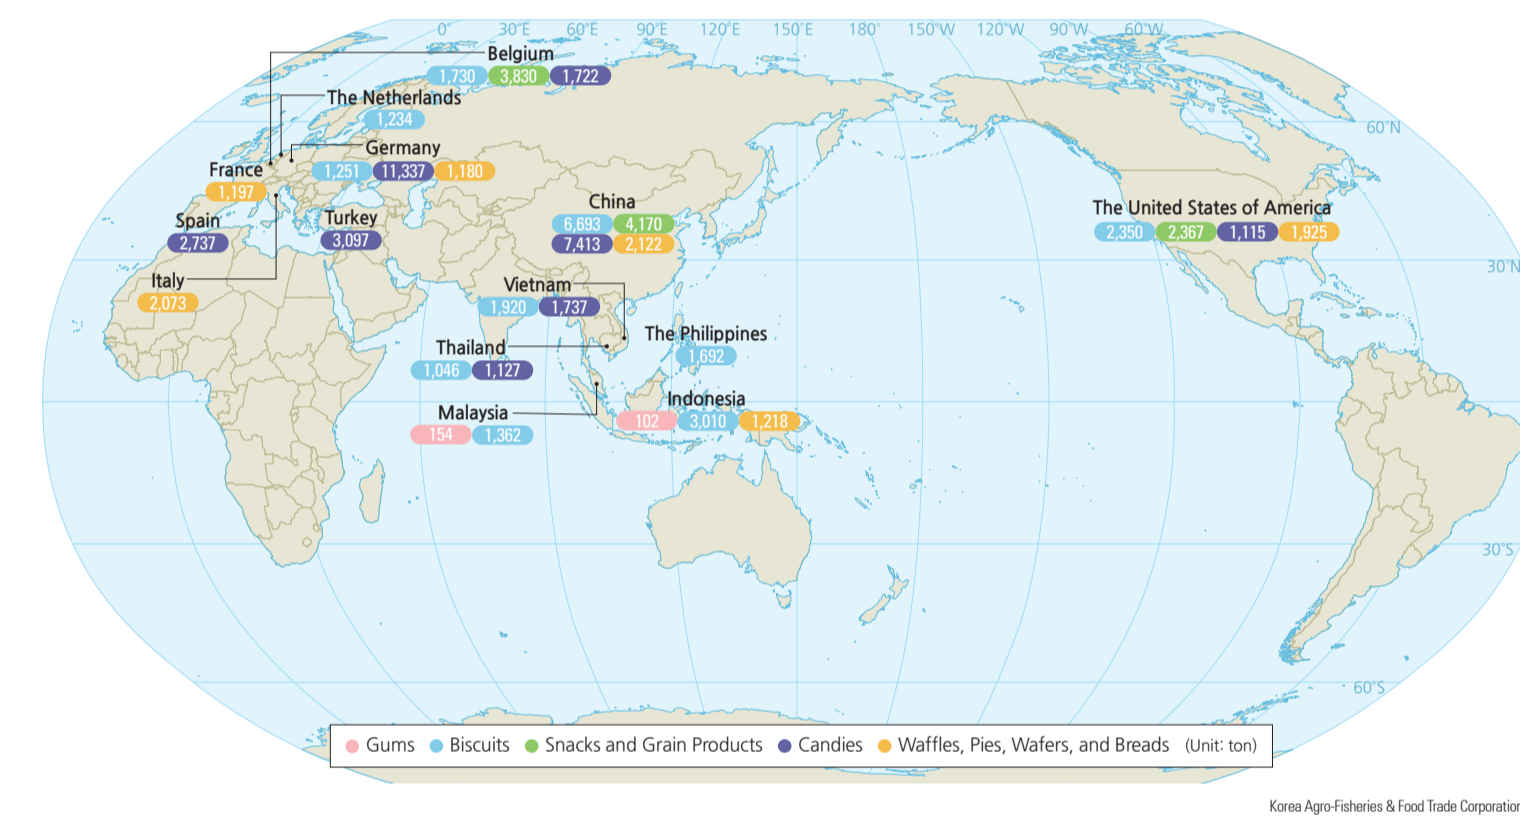 0° 30°E 60°E 90°E 120°E 150°E 180° 150°W 120°W 90°W 60°W
Belgium
1,730 3,830 1,722
The Netherlands
1,234
60°N
Germany
1,251 11,337 1,180
France
1,197
China
6,693 4,170
7,413 2,122
The United States of America
2,350 2,367 1,115 1,925
Spain
2,737
Turkey
3,097
30°N
Italy
2,073
Vietnam
1,920 1,737
The Philippines
1,692
Thailand
1,046 1,127
Indonesia
102 3,010 1,218
Malaysia
154 1,362
30°S
60°S
Gums Biscuits Snacks and Grain Products Candies Waffles, Pies, Wafers, and Breads (Unit: ton)
Korea Agro-Fisheries & Food Trade Corporation